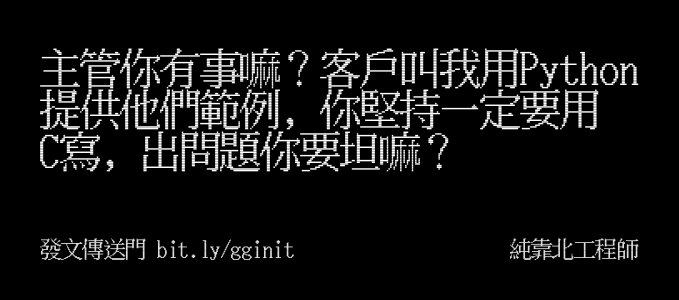 主管你有事嘛？客戶叫我用Python
提供他們範例，你堅持一定要用
C寫，出問題你要坦嘛？
發文傳送門 bit.ly/gginit
純靠北工程師